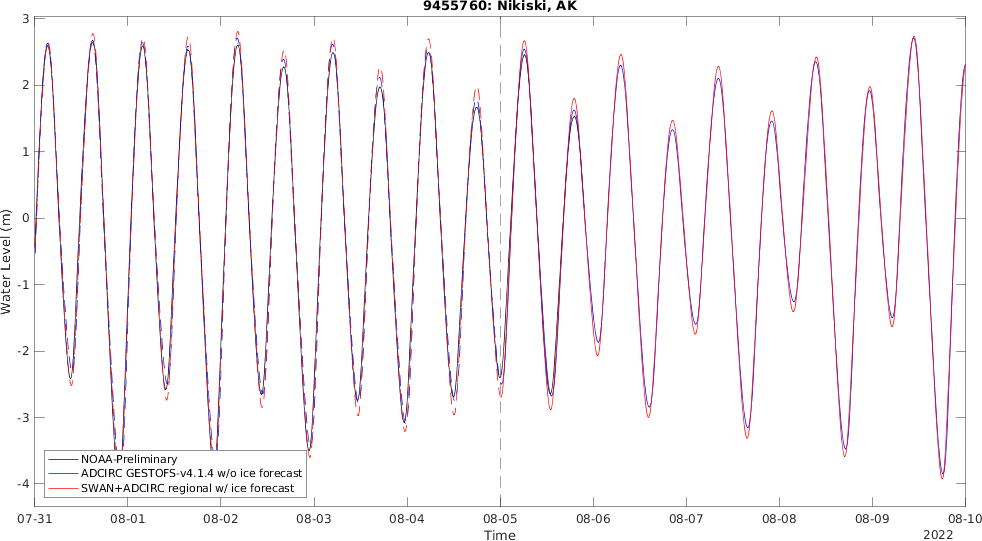 9455760: Nikiski, AK
3
2
1
0
-1
-2
-3
-4
Water Level (m)
NOAA-Preliminary
ADCIRC GESTOFS-v4.1.4 w/o ice forecast
SWAN+ADCIRC regional w/ ice forecast
07-31 08-01 08-02 08-03 08-04 08-05 08-06 08-07 08-08 08-09 08-10
Time
2022